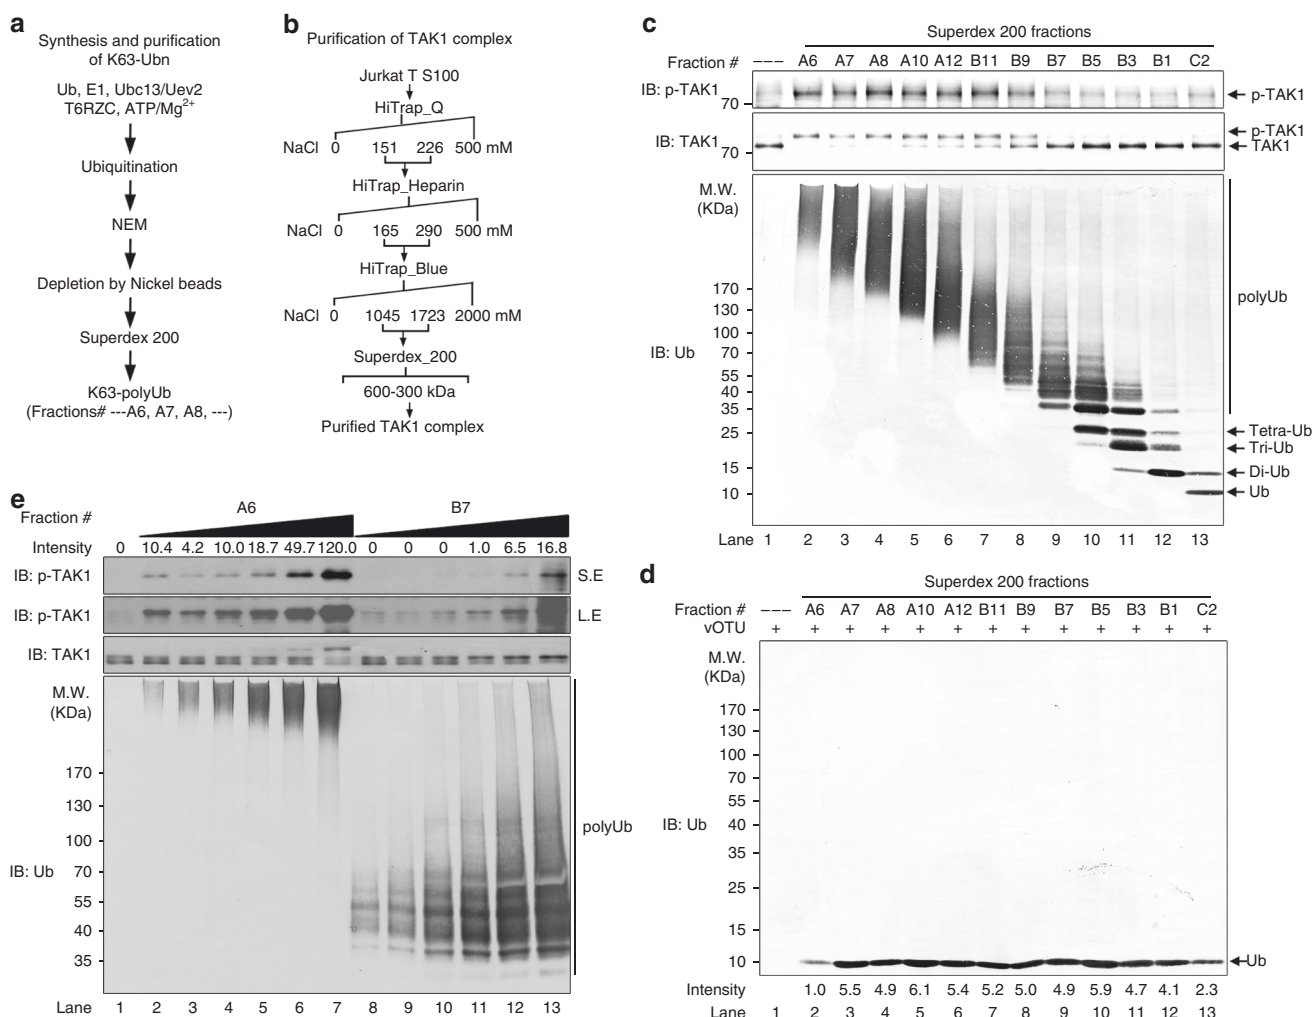 a
Synthesis and purification
of K63-Ubn
Ub, E1, Ubc13/Uev2
T6RZC, ATP/Mg2+
Ubiquitination
NEM
Depletion by Nickel beads
Superdex 200
K63-polyUb
(Fractions# ---A6, A7, A8, ---)
b
Purification of TAK1 complex
Jurkat T S100
HiTrap_Q
NaCl 0 151 226 500 mM
HiTrap_Heparin
NaCl 0 165 290 500 mM
HiTrap_Blue
NaCl 0 1045 1723 2000 mM
Superdex_200
600-300 kDa
Purified TAK1 complex
c
Superdex 200 fractions
Fraction # --- A6 A7 A8 A10 A12 B11 B9 B7 B5 B3 B1 C2
IB: p-TAK1
70
p-TAK1
IB: TAK1
70
p-TAK1
TAK1
M.W.
(KDa)
170
130
100
70
55
40
35
25
15
10
IB: Ub
polyUb
Tetra-Ub
Tri-Ub
Di-Ub
Ub
Lane 1 2 3 4 5 6 7 8 9 10 11 12 13
e
A6 B7
Fraction #
Intensity 0 10.4 4.2 10.0 18.7 49.7 120.0 0 0 0 1.0 6.5 16.8
IB: p-TAK1 S.E
IB: p-TAK1 L.E
IB: TAK1
M.W.
(KDa)
170
130
100
70
55
40
35
IB: Ub
polyUb
Lane 1 2 3 4 5 6 7 8 9 10 11 12 13
d
Superdex 200 fractions
Fraction # --- A6 A7 A8 A10 A12 B11 B9 B7 B5 B3 B1 C2
vOTU + + + + + + + + + + + + +
M.W.
(KDa)
170
130
100
70
55
40
35
25
15
10
IB: Ub
Ub
Intensity 1.0 5.5 4.9 6.1 5.4 5.2 5.0 4.9 5.9 4.7 4.1 2.3
Lane 1 2 3 4 5 6 7 8 9 10 11 12 13